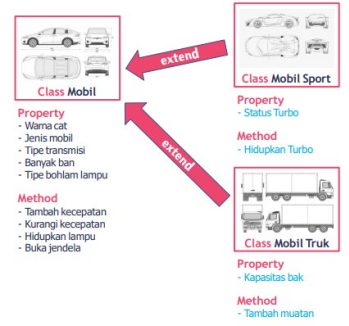 Class Mobil
Property
- Warna cat
- Jenis mobil
- Tipe transmisi
- Banyak ban
- Tipe bohlam lampu
Method
- Tambah kecepatan
- Kurangi kecepatan
- Hidupkan lampu
- Buka jendela
extend
extend
Class Mobil Sport
Property
- Status Turbo
Method
- Hidupkan Turbo
Class Mobil Truk
Property
- Kapasitas bak
Method
- Tambah muatan